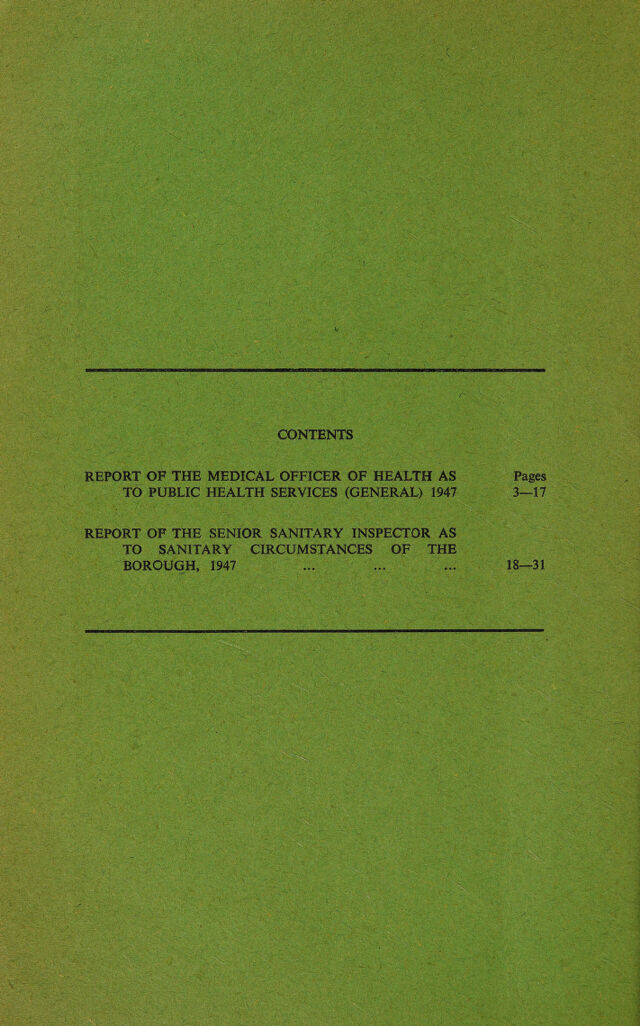 CONTENTS
REPORT OF THE MEDICAL OFFICER OF HEALTH AS Pages
TO PUBLIC HEALTH SERVICES (GENERAL) 1947 3—17
REPORT OF THE SENIOR SANITARY INSPECTOR AS
TO SANITARY CIRCUMSTANCES OF THE
BOROUGH, 1947 ... ... ... 18—31